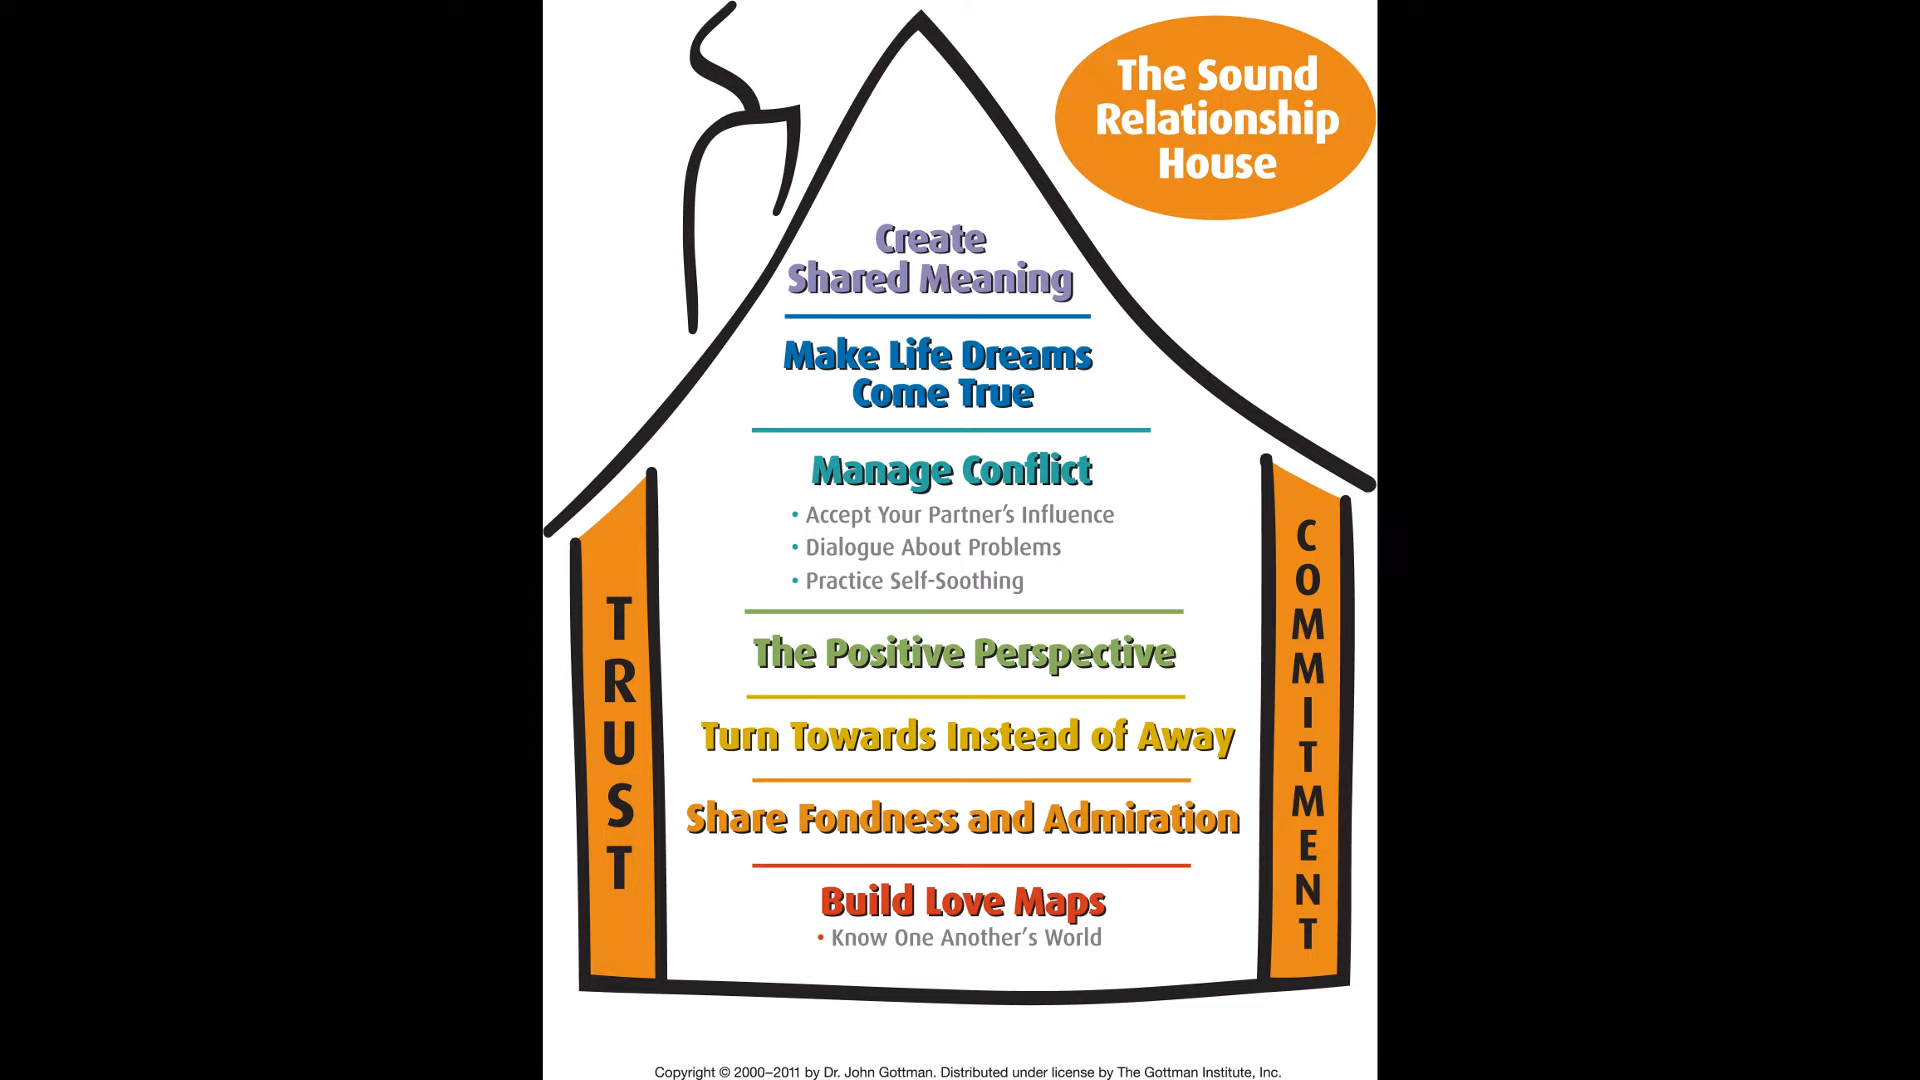 The Sound
Relationship
House
Create
Shared Meaning
Make Life Dreams
Come True
Manage Conflict
• Accept Your Partner's Influence
• Dialogue About Problems
• Practice Self-Soothing
The Positive Perspective
Turn Towards Instead of Away
Share Fondness and Admiration
Build Love Maps
• Know One Another's World
TRUST
COMMITMENT
Copyright © 2000–2011 by Dr. John Gottman. Distributed under license by The Gottman Institute, Inc.